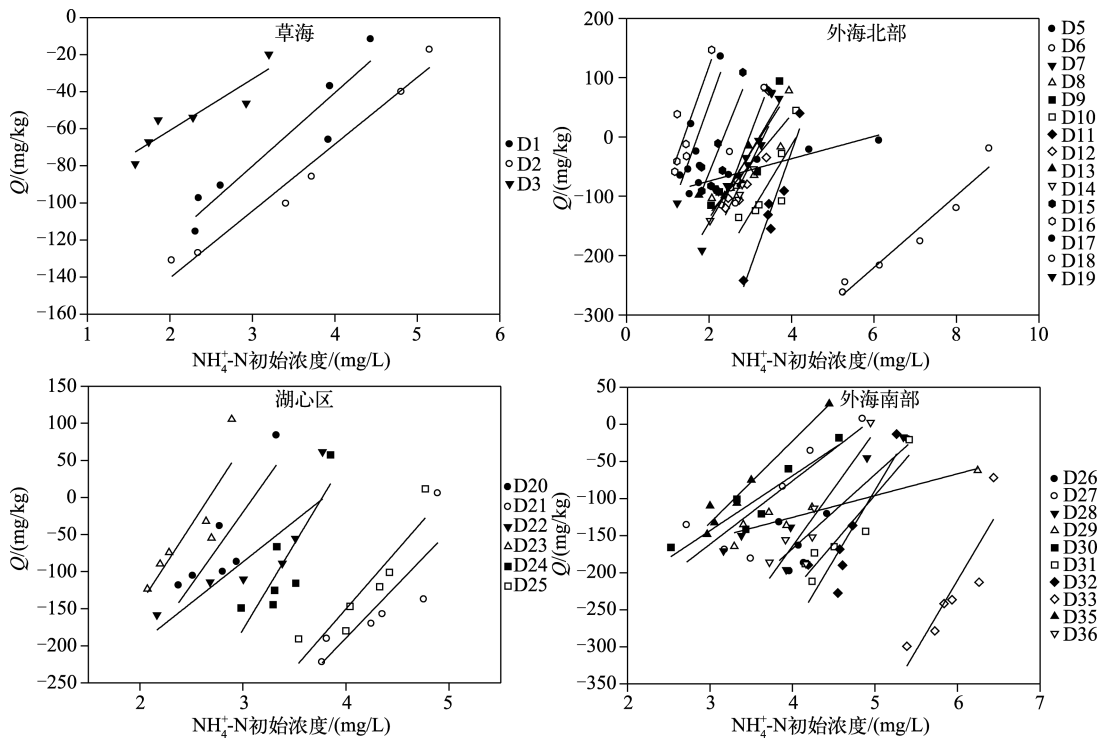 草海
Q/(mg/kg)
0
−20
−40
−60
−80
−100
−120
−140
−160
1 2 3 4 5 6
NH₄⁺-N初始浓度/(mg/L)
D1
D2
D3
外海北部
Q/(mg/kg)
200
100
0
−100
−200
−300
0 2 4 6 8 10
NH₄⁺-N初始浓度/(mg/L)
D5
D6
D7
D8
D9
D10
D11
D12
D13
D14
D15
D16
D17
D18
D19
湖心区
Q/(mg/kg)
150
100
50
0
−50
−100
−150
−200
−250
2 3 4 5
NH₄⁺-N初始浓度/(mg/L)
D20
D21
D22
D23
D24
D25
外海南部
Q/(mg/kg)
50
0
−50
−100
−150
−200
−250
−300
−350
2 3 4 5 6 7
NH₄⁺-N初始浓度/(mg/L)
D26
D27
D28
D29
D30
D31
D32
D33
D35
D36